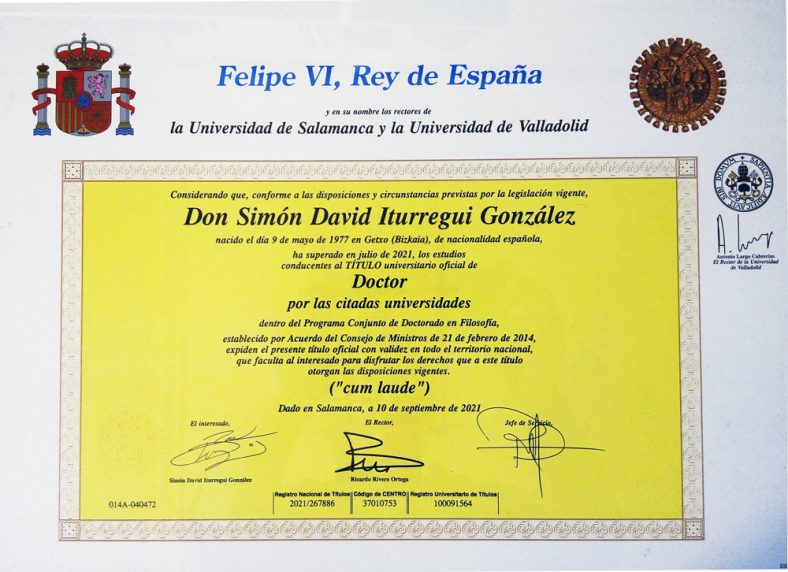 Felipe VI, Rey de España
y en su nombre los rectores de
la Universidad de Salamanca y la Universidad de Valladolid
Considerando que, conforme a las disposiciones y circunstancias previstas por la legislación vigente,
Don Simón David Iturregui González
nacido el día 9 de mayo de 1977 en Getxo (Bizkaia), de nacionalidad española,
ha superado en julio de 2021, los estudios
conducentes al TÍTULO universitario oficial de
Doctor
por las citadas universidades
dentro del Programa Conjunto de Doctorado en Filosofía,
establecido por Acuerdo del Consejo de Ministros de 21 de febrero de 2014,
expiden el presente título oficial con validez en todo el territorio nacional,
que faculta al interesado para disfrutar los derechos que a este título
otorgan las disposiciones vigentes.
("cum laude")
Dado en Salamanca, a 10 de septiembre de 2021
El interesado, El Rector, Jefe de Servicio,
Simón David Iturregui González Ricardo Rivero Ortega
Registro Nacional de Títulos Código de CENTRO Registro Universitario de Títulos
014A-040472 2021/267886 37010753 100091564
SAPIENTIA
DOMUM
SIBI
Antonio Largo Cabrerizo
El Rector de la Universidad
de Valladolid